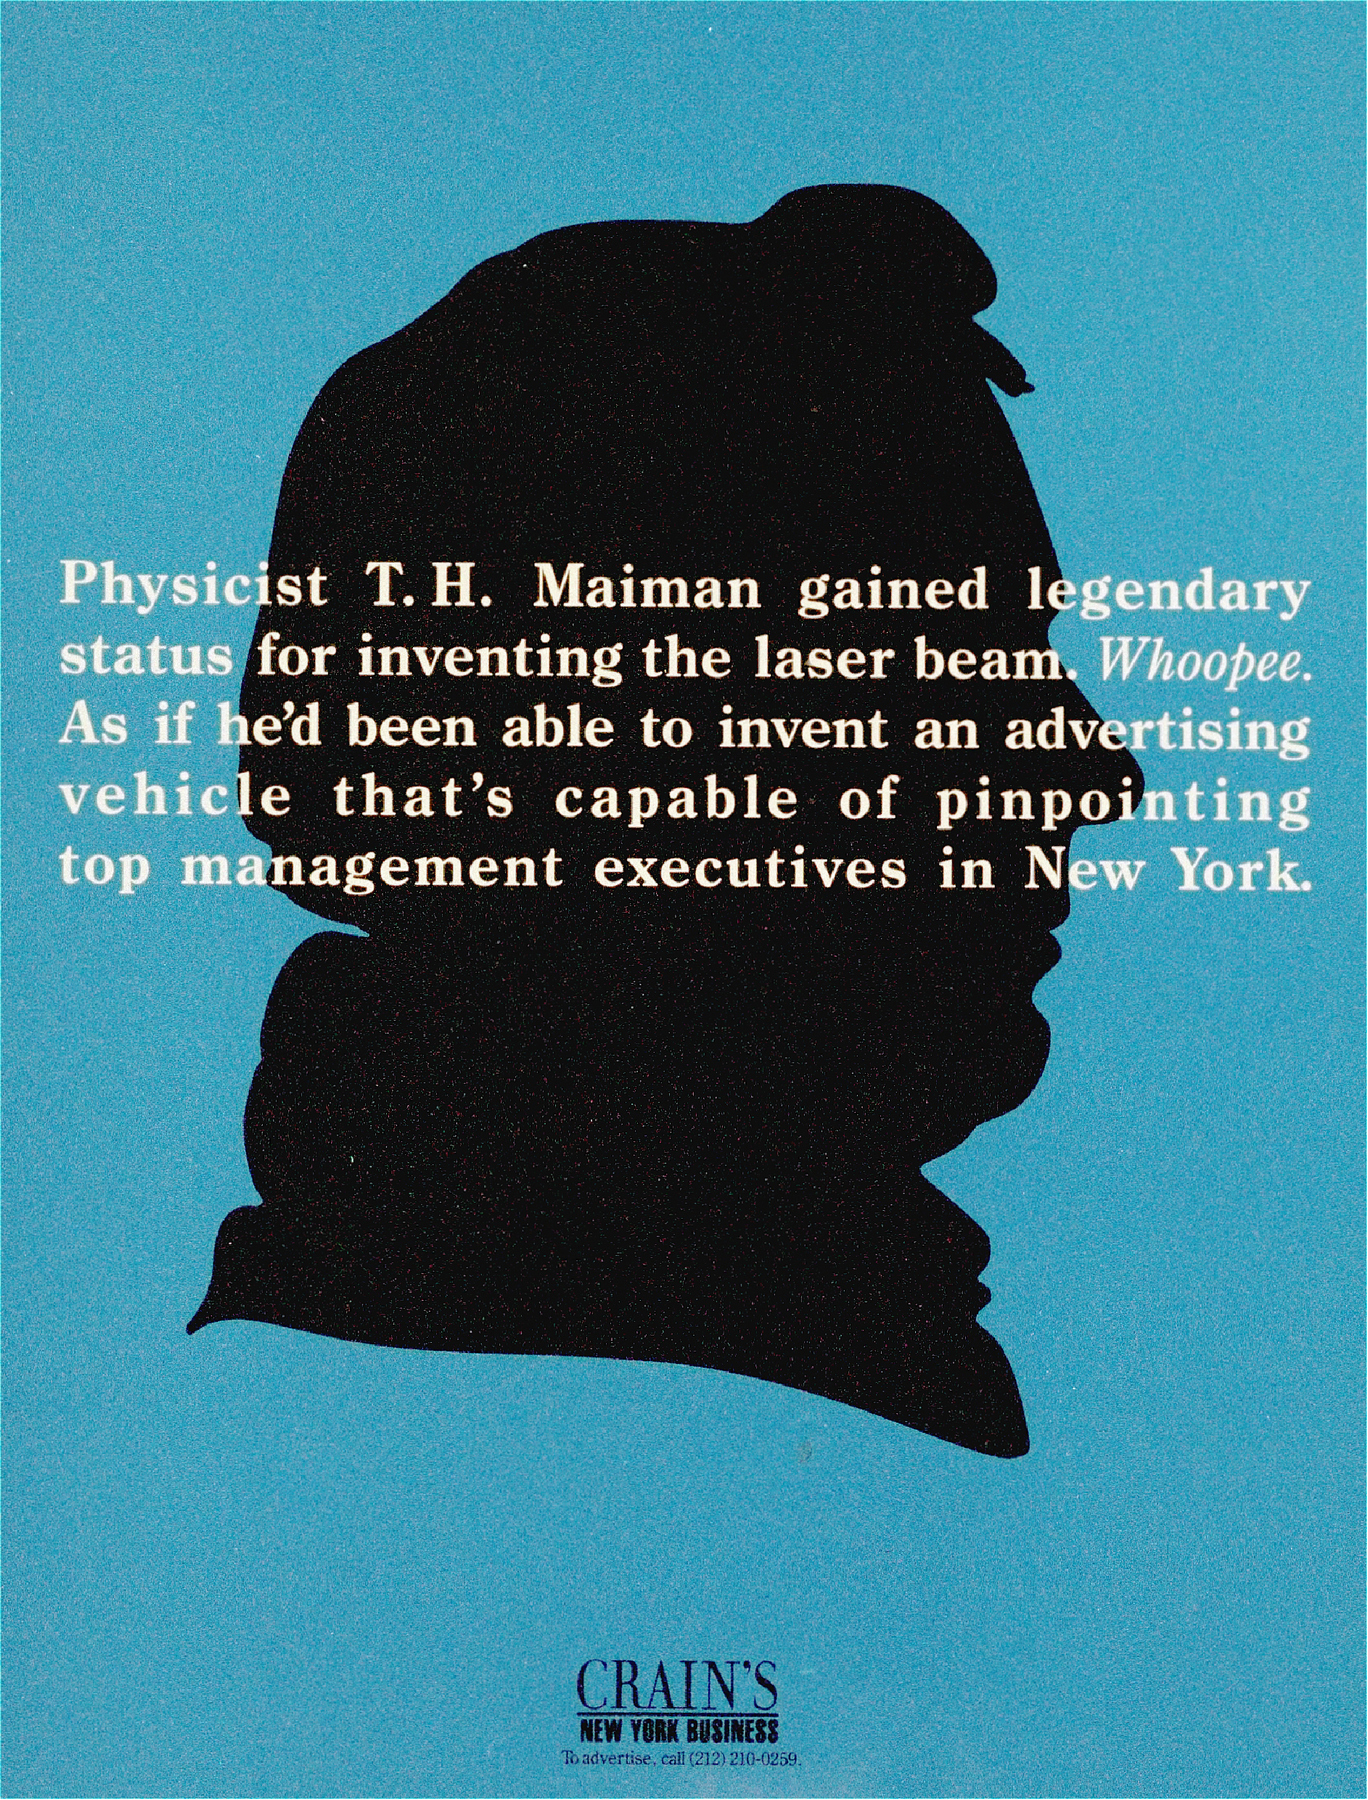 Physicist T. H. Maiman gained legendary
status for inventing the laser beam. Whoopee.
As if he'd been able to invent an advertising
vehicle that's capable of pinpointing
top management executives in New York.
CRAIN'S
NEW YORK BUSINESS
To advertise, call (212) 210-0259.